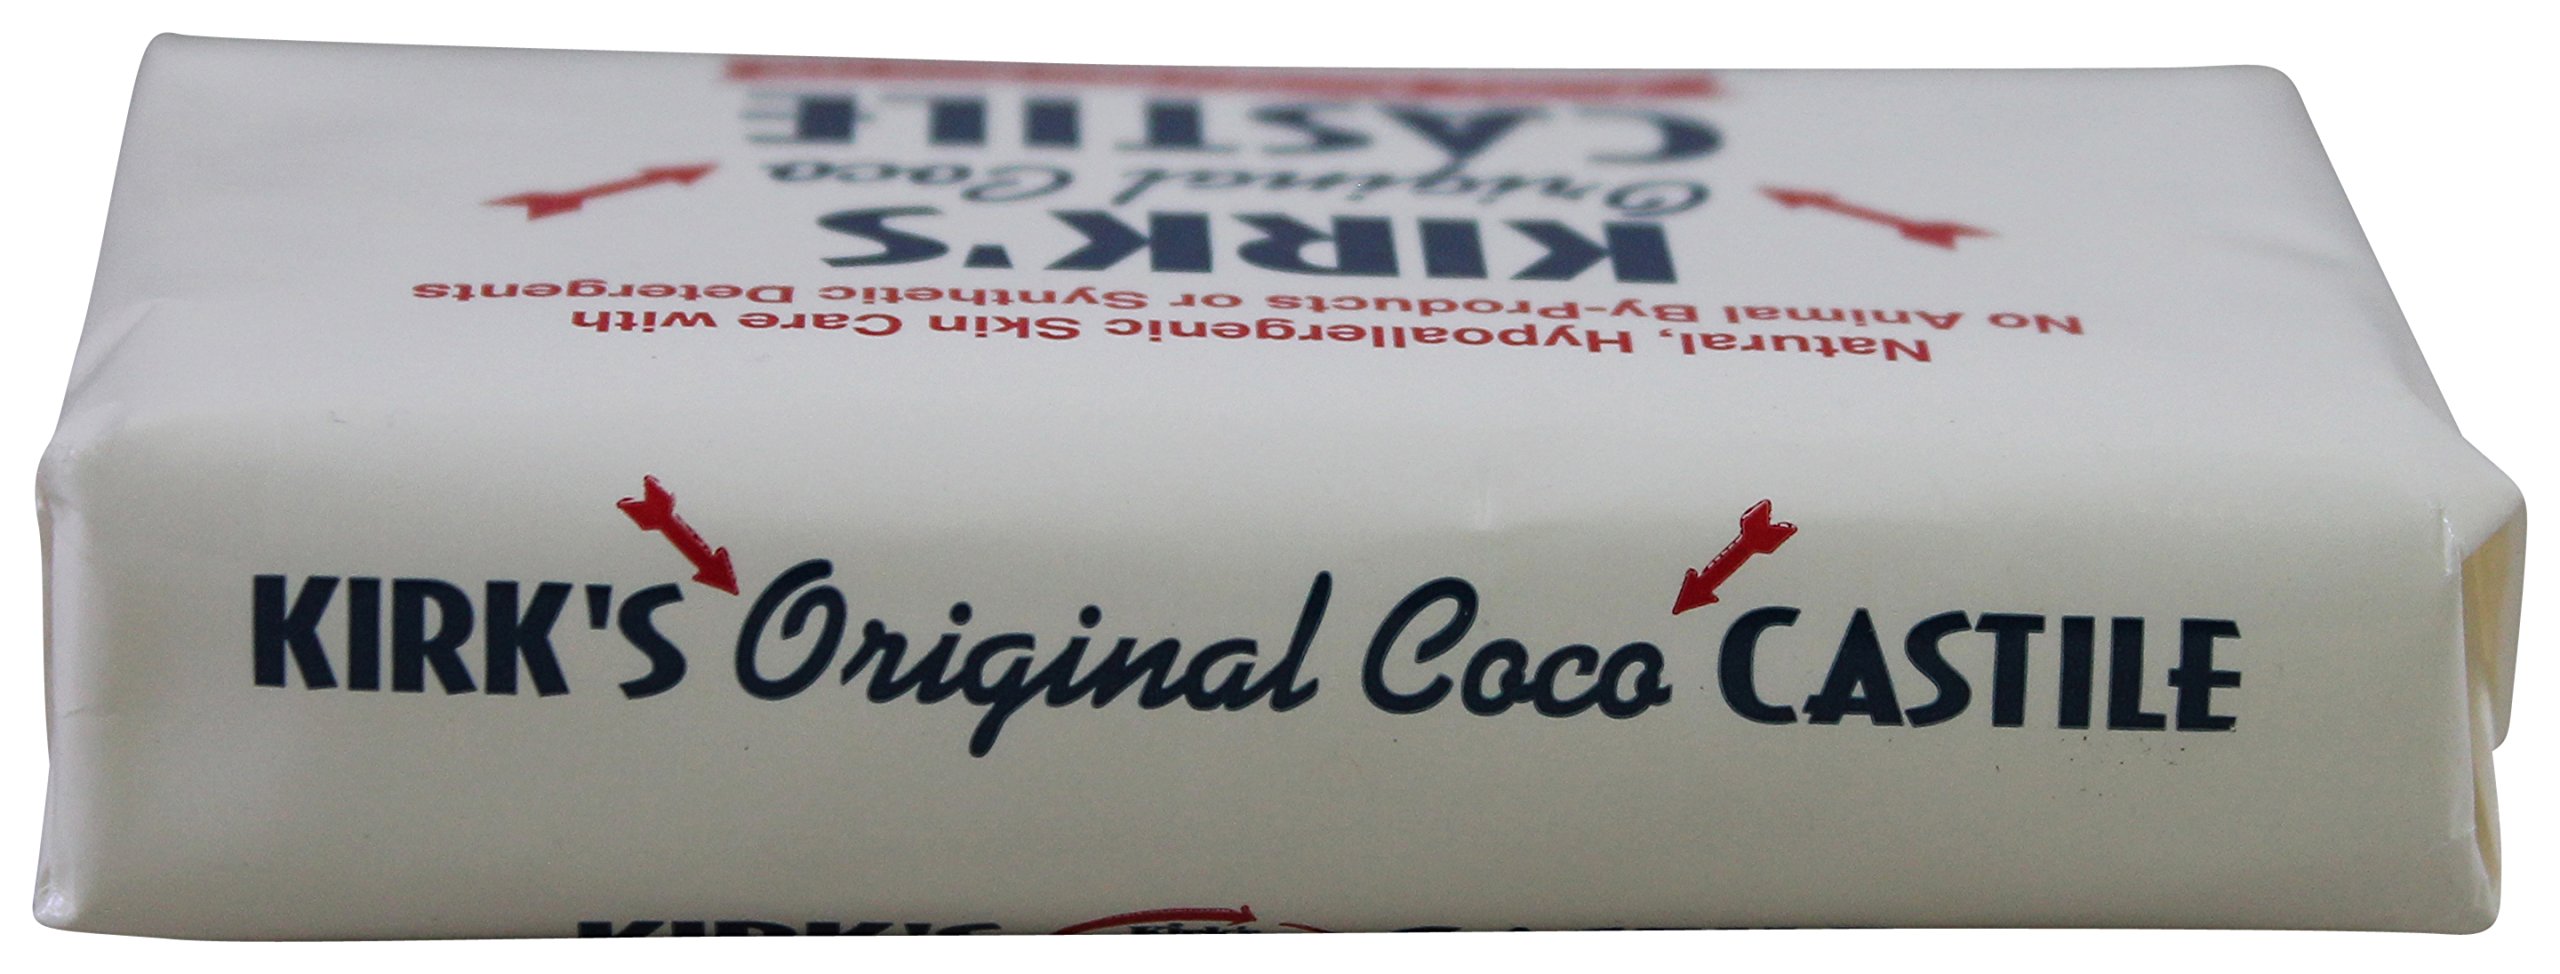 KIRK'S
Original Coco
CASTILE
Natural, Hypoallergenic Skin Care with
No Animal By-Products or Synthetic Detergents
KIRK'S Original Coco CASTILE
KIRK'S